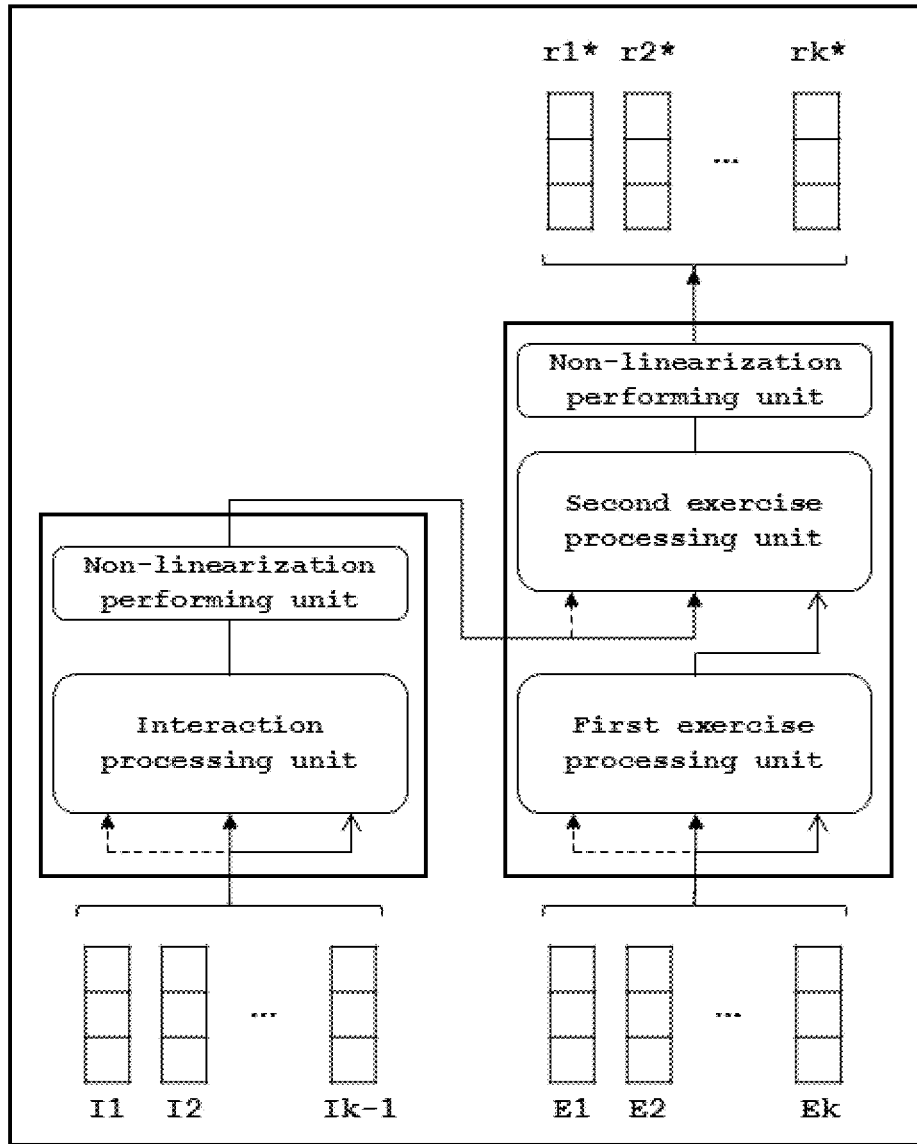 r1* r2* rk*
...
Non-linearization
performing unit
Second exercise
processing unit
Non-linearization
performing unit
Interaction
processing unit
First exercise
processing unit
... ...
I1 I2 Ik-1 E1 E2 Ek